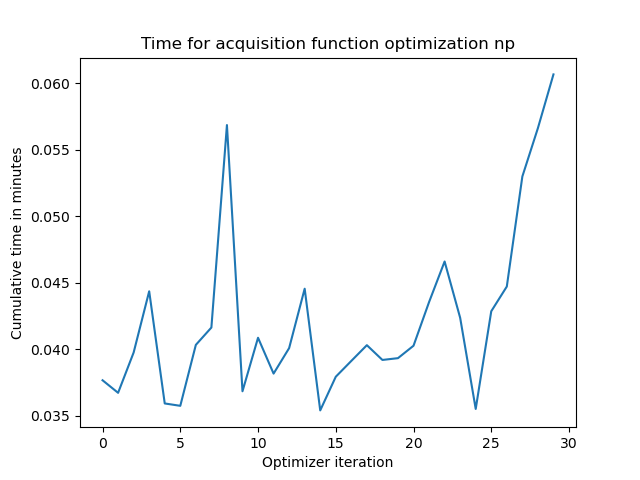 Time for acquisition function optimization np
0.060
0.055
0.050
0.045
0.040
0.035
Cumulative time in minutes
0 5 10 15 20 25 30
Optimizer iteration